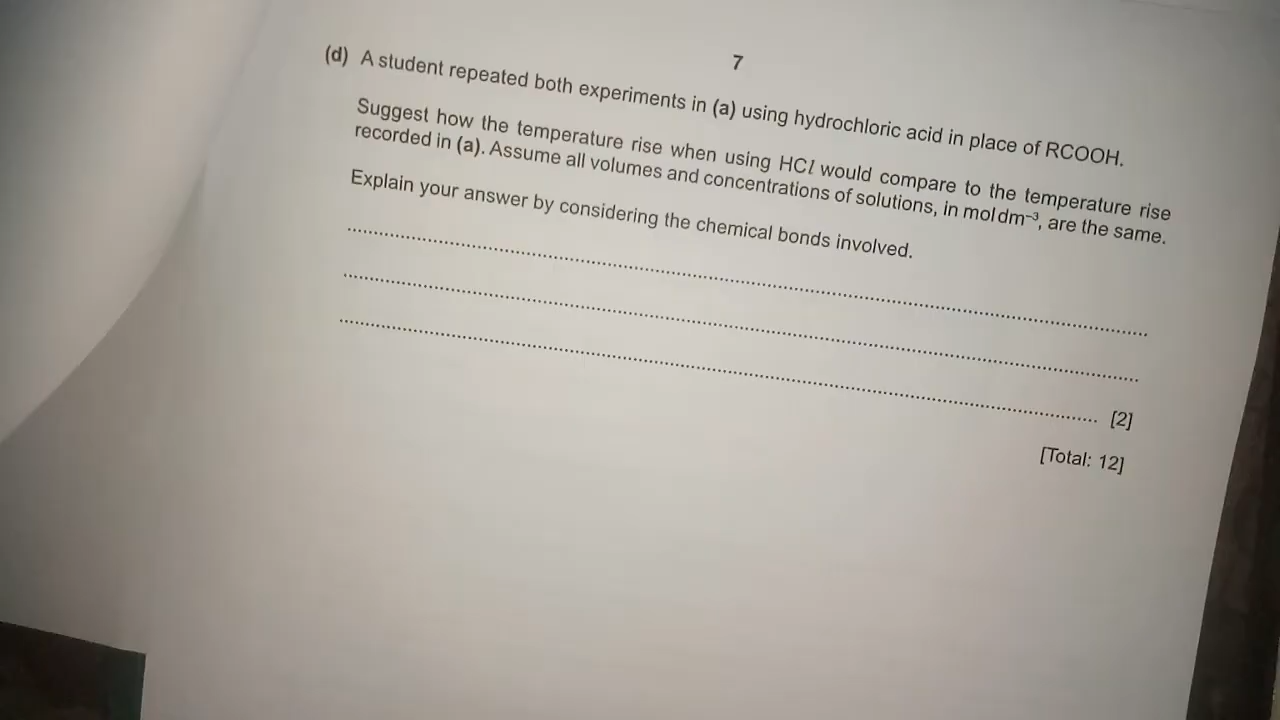 7
(d) A student repeated both experiments in (a) using hydrochloric acid in place of RCOOH.
Suggest how the temperature rise when using HCl would compare to the temperature rise
recorded in (a). Assume all volumes and concentrations of solutions, in mol dm⁻³, are the same.
Explain your answer by considering the chemical bonds involved.
[2]
[Total: 12]